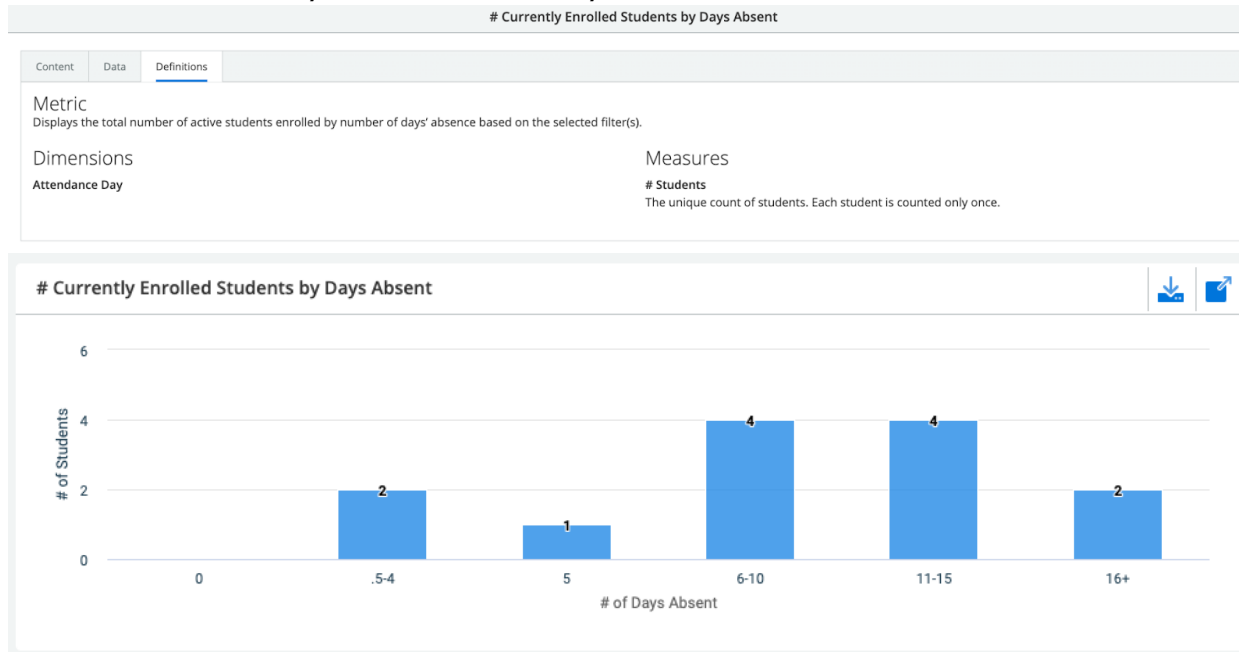 # Currently Enrolled Students by Days Absent
Content Data Definitions
Metric
Displays the total number of active students enrolled by number of days' absence based on the selected filter(s).
Dimensions
Attendance Day
Measures
# Students
The unique count of students. Each student is counted only once.
# Currently Enrolled Students by Days Absent
# of Students
6
4
2
0
2
1
4
4
2
0 .5-4 5 6-10 11-15 16+
# of Days Absent